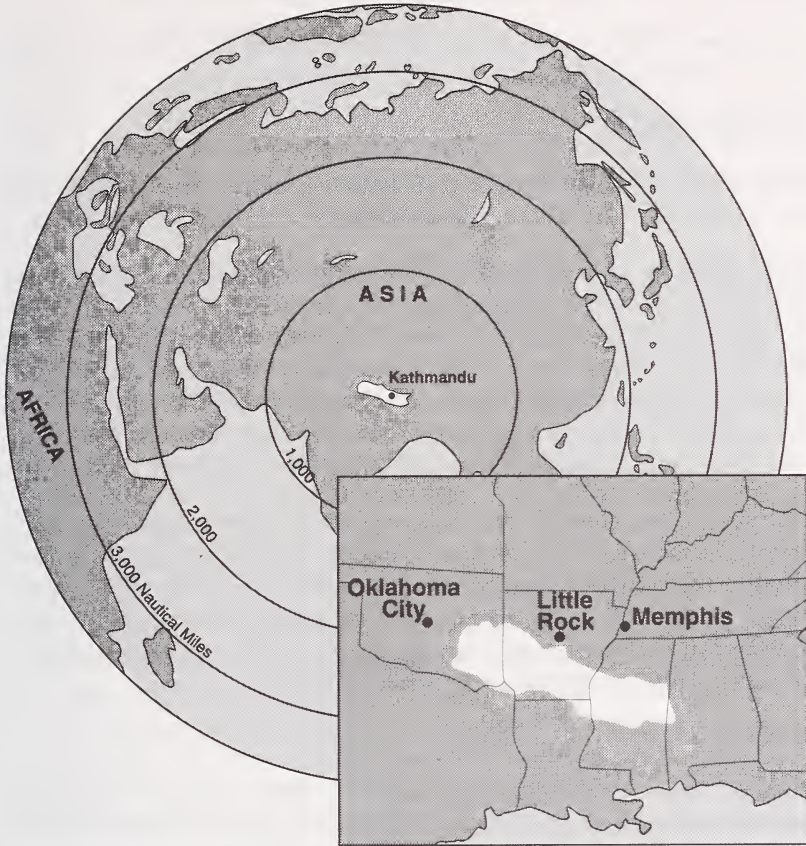 ASIA
Kathmandu
AFRICA
1,000
2,000
3,000 Nautical Miles
Oklahoma
City
Little
Rock
Memphis